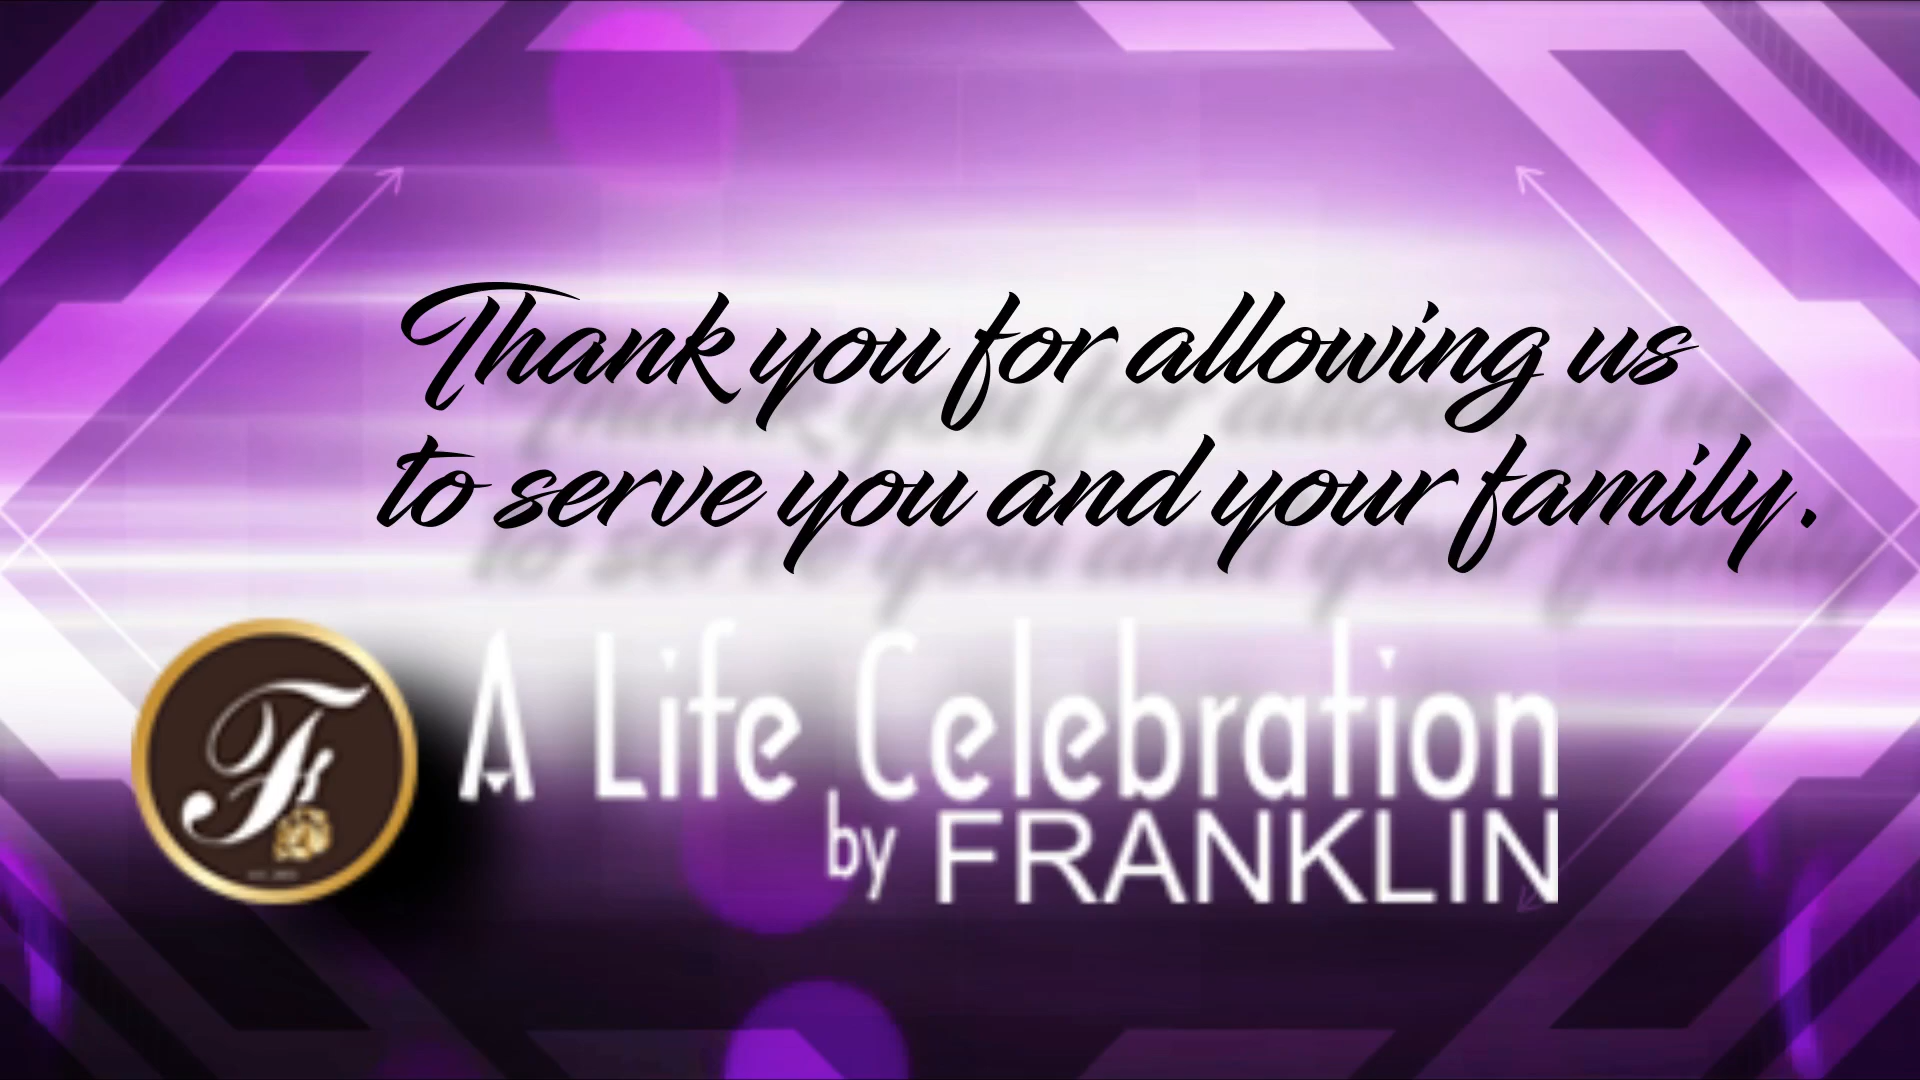 Thank you for allowing us
to serve you and your family.
A Life Celebration
by FRANKLIN
F